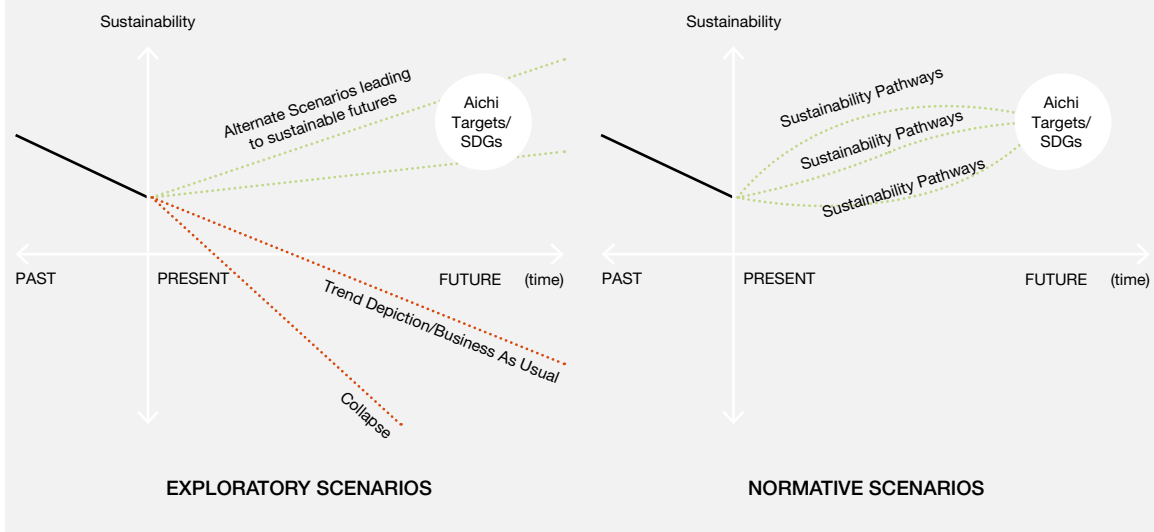 Sustainability
Alternate Scenarios leading
to sustainable futures
Aichi
Targets/
SDGs
PAST
PRESENT
FUTURE
(time)
Trend Depiction/Business As Usual
Collapse
EXPLORATORY SCENARIOS
Sustainability
Sustainability Pathways
Sustainability Pathways
Sustainability Pathways
Aichi
Targets/
SDGs
PAST
PRESENT
FUTURE
(time)
NORMATIVE SCENARIOS